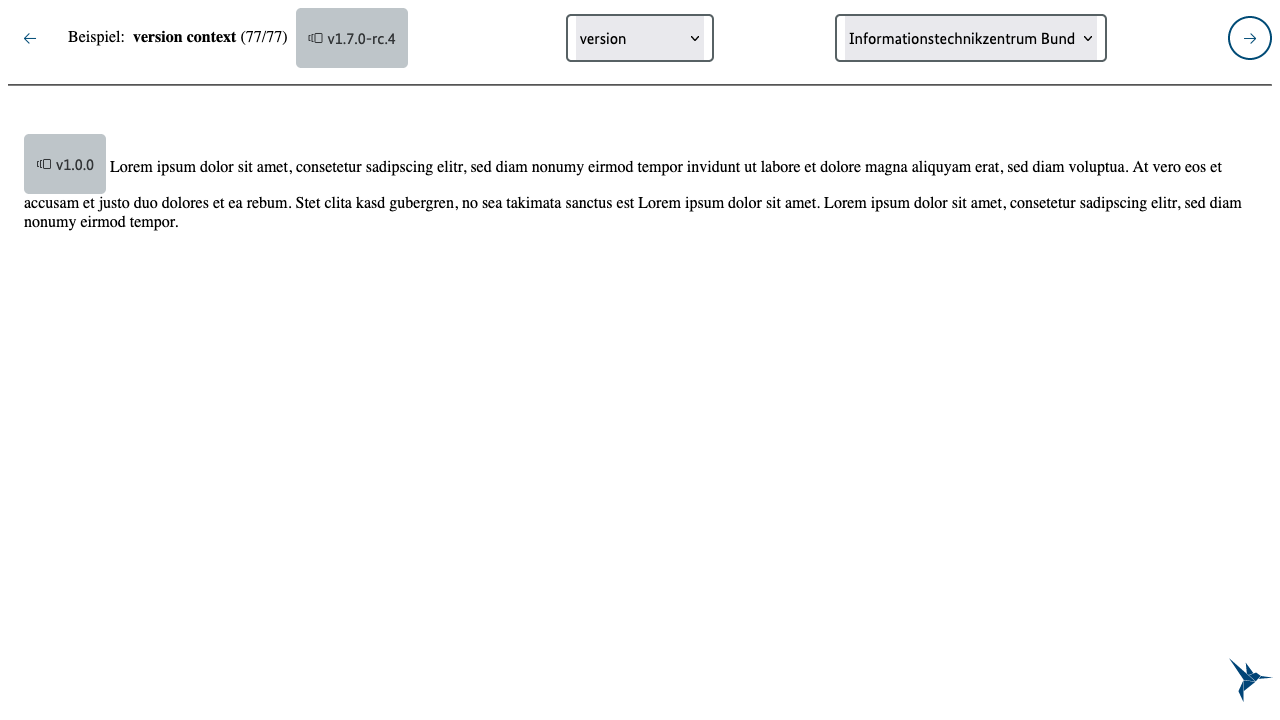 Beispiel: version context (77/77) v1.7.0-rc.4 version Informationstechnikzentrum Bund
v1.0.0 Lorem ipsum dolor sit amet, consetetur sadipscing elitr, sed diam nonumy eirmod tempor invidunt ut labore et dolore magna aliquyam erat, sed diam voluptua. At vero eos et
accusam et justo duo dolores et ea rebum. Stet clita kasd gubergren, no sea takimata sanctus est Lorem ipsum dolor sit amet. Lorem ipsum dolor sit amet, consetetur sadipscing elitr, sed diam
nonumy eirmod tempor.